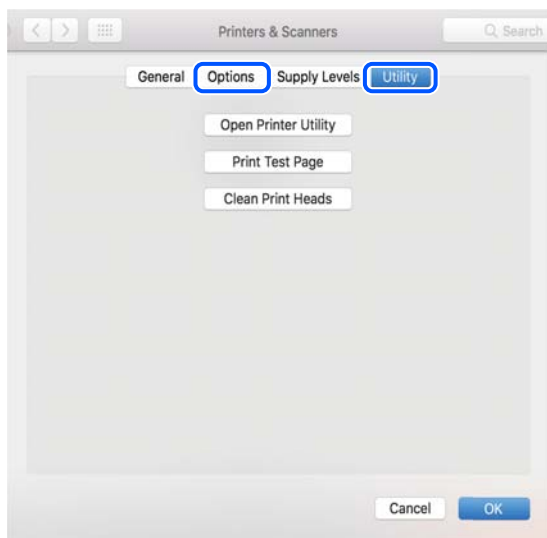 Printers & Scanners Search
General Options Supply Levels Utility
Open Printer Utility
Print Test Page
Clean Print Heads
Cancel OK